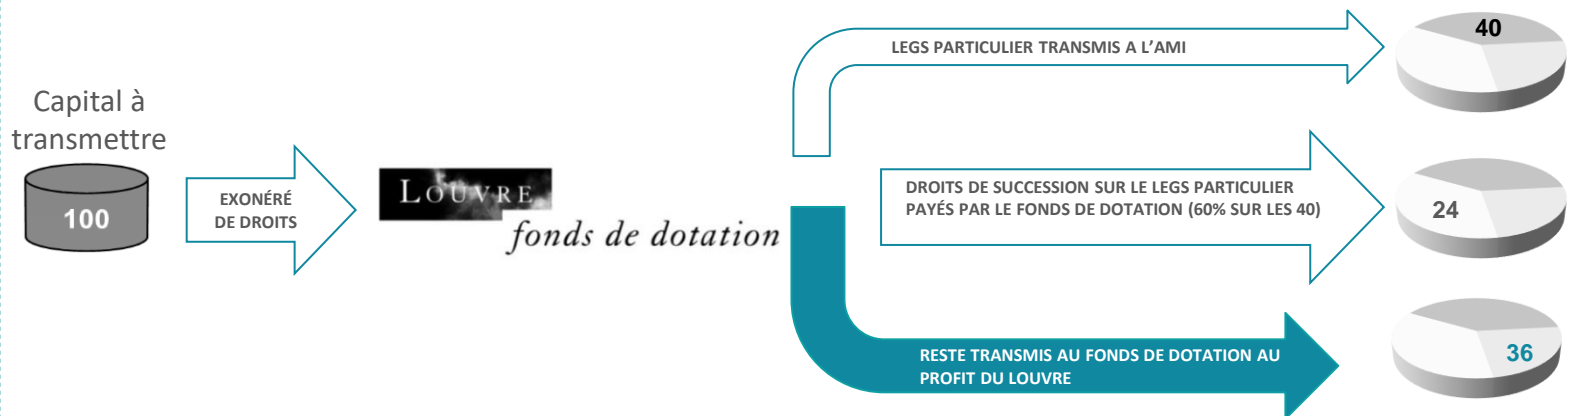 Capital à
transmettre
100
EXONÉRÉ
DE DROITS
LOUVRE
fonds de dotation
LEGS PARTICULIER TRANSMIS A L’AMI
40
DROITS DE SUCCESSION SUR LE LEGS PARTICULIER
PAYÉS PAR LE FONDS DE DOTATION (60% SUR LES 40)
24
RESTE TRANSMIS AU FONDS DE DOTATION AU
PROFIT DU LOUVRE
36